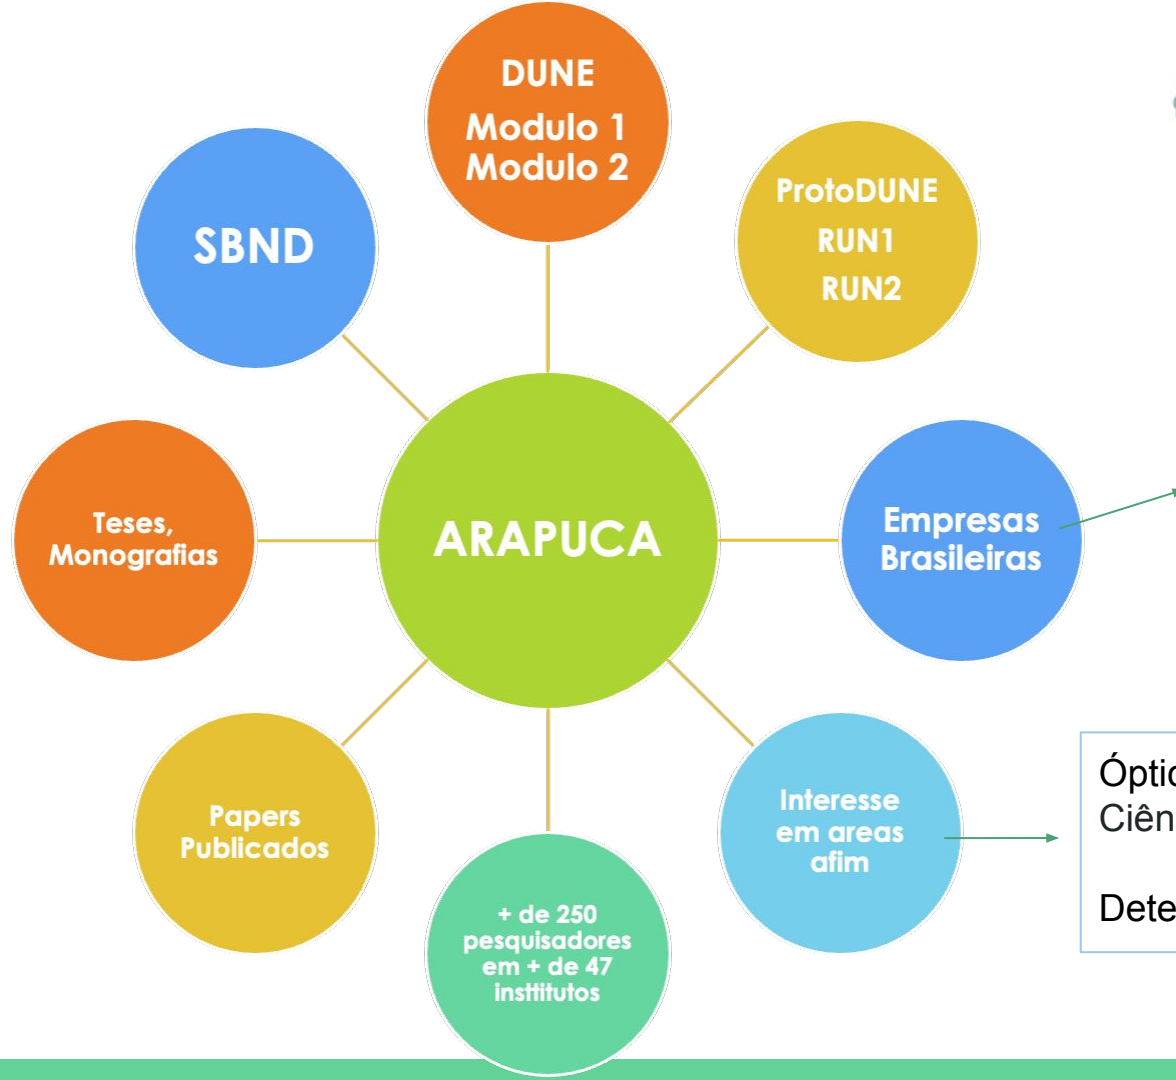 DUNE
Modulo 1
Modulo 2
ProtoDUNE
RUN1
RUN2
SBND
Teses,
Monografias
ARAPUCA
Empresas
Brasileiras
Papers
Publicados
Interesse
em areas
afim
+ de 250
pesquisadores
em + de 47
insttitutos